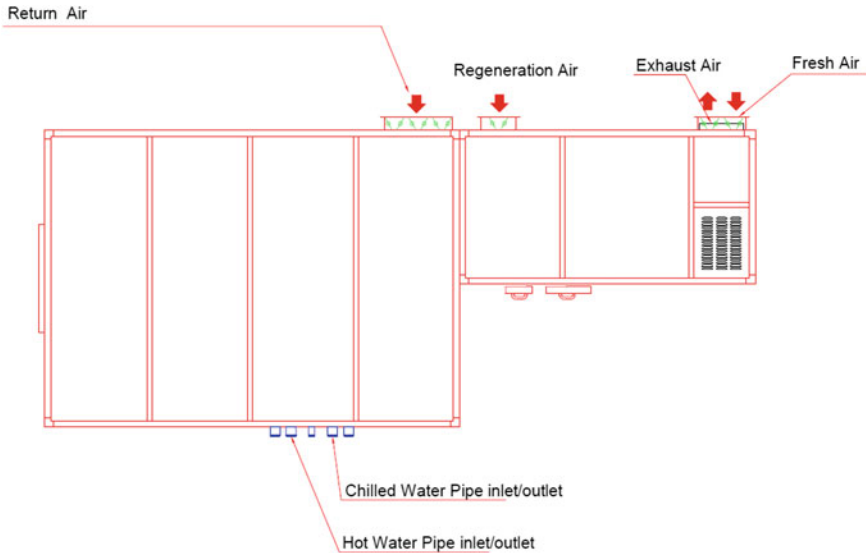 Return Air
Regeneration Air
Exhaust Air
Fresh Air
Chilled Water Pipe inlet/outlet
Hot Water Pipe inlet/outlet